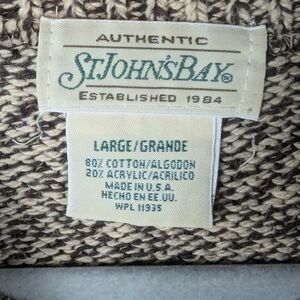 AUTHENTIC
ST JOHN'S BAY®
ESTABLISHED 1984
LARGE/GRANDE
80% COTTON/ALGODON
20% ACRYLIC/ACRILICO
MADE IN U.S.A.
HECHO EN EE.UU.
WPL 11935